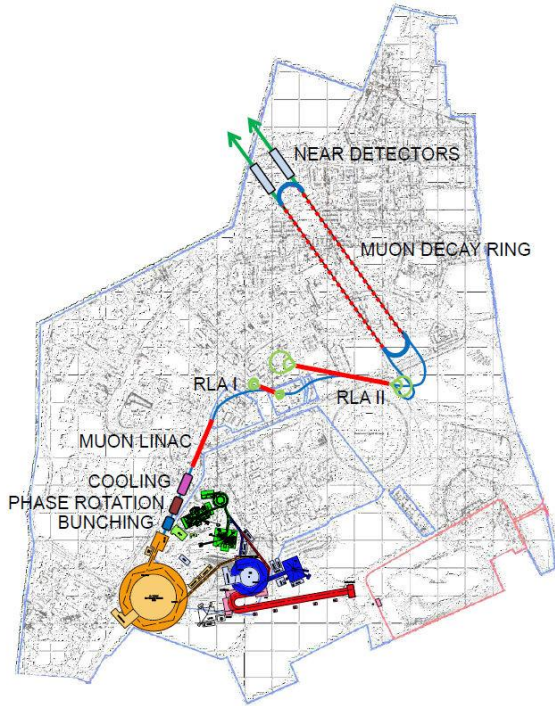 NEAR DETECTORS
MUON DECAY RING
RLA I
RLA II
MUON LINAC
COOLING
PHASE ROTATION
BUNCHING